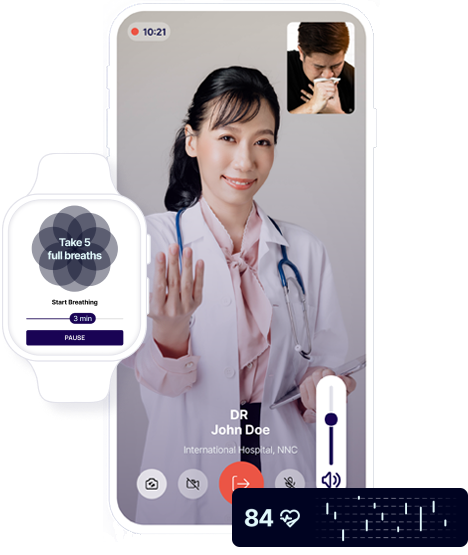 10:21
Take 5
full breaths
Start Breathing
3 min
PAUSE
DR
John Doe
International Hospital, NNC
84